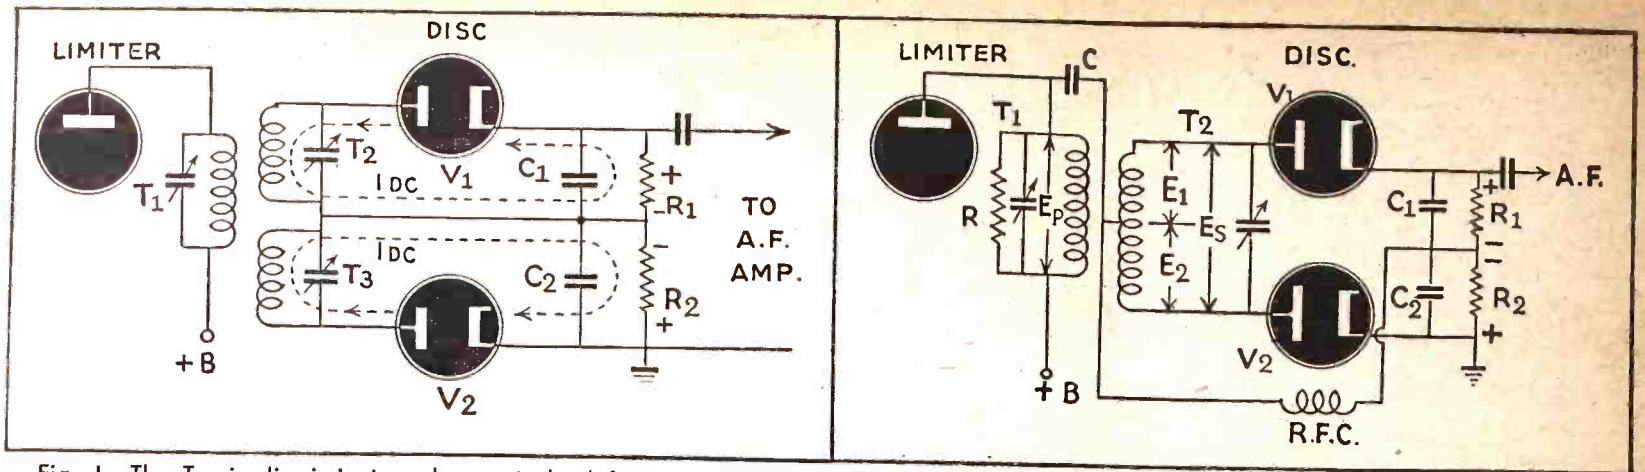 LIMITER
DISC
T1
T2
V1
C1
+
IDC
-R1
TO
A.F.
AMP.
IDC
T3
C2
-
R2
+
+B
V2
LIMITER
C
DISC.
V1
T1
T2
R
EP
E1
ES
E2
C1
+
R1
A.F.
-
-
C2
R2
+
V2
+B
R.F.C.